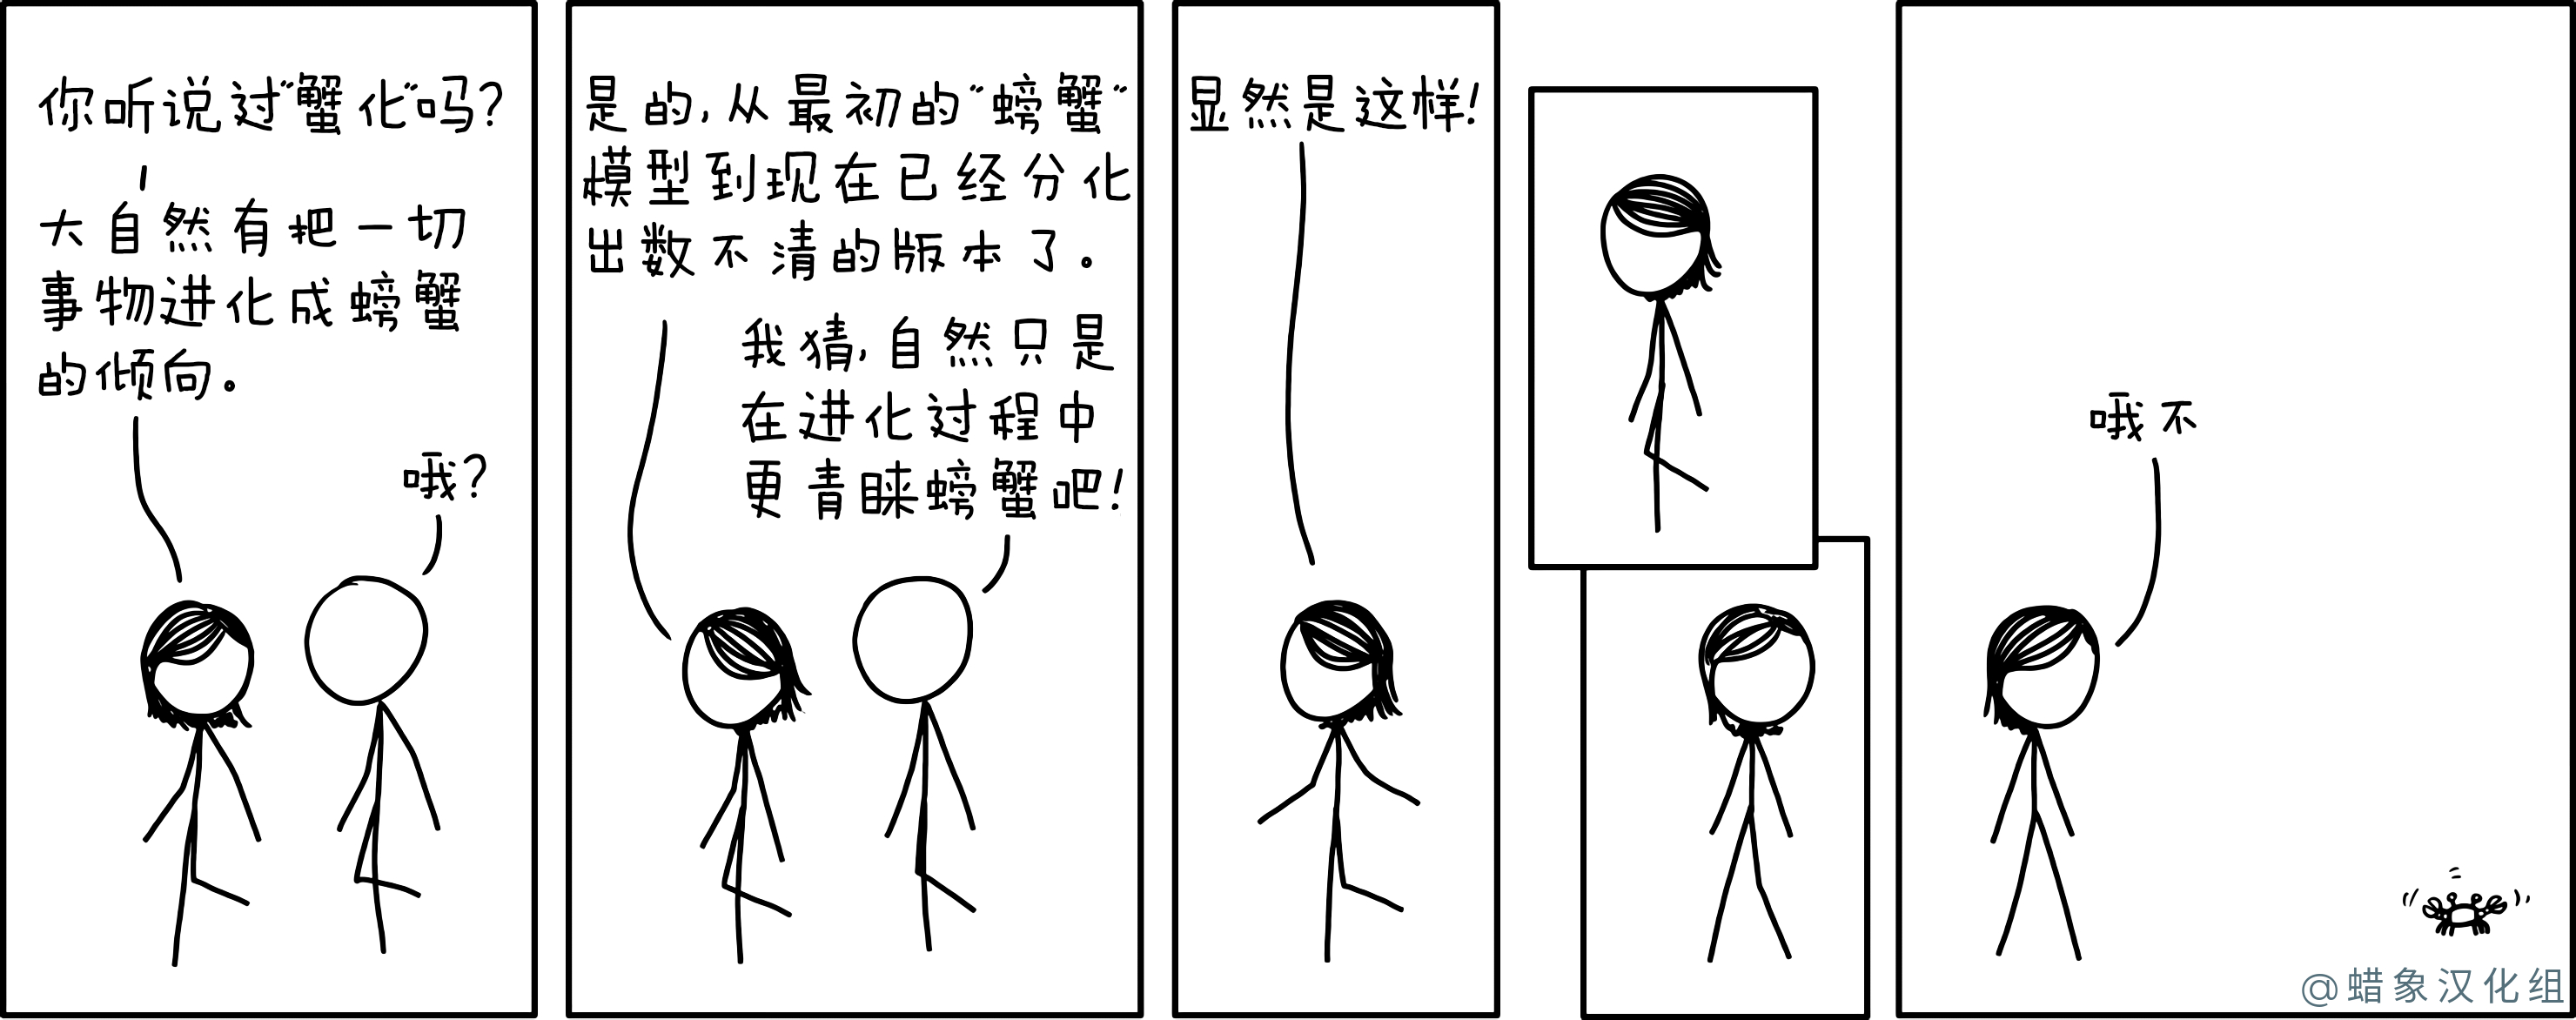 你听说过"蟹化"吗?
大自然有把一切
事物进化成螃蟹
的倾向。
哦?
是的,从最初的"螃蟹"
模型到现在已经分化
出数不清的版本了。
我猜,自然只是
在进化过程中
更青睐螃蟹吧!
显然是这样!
哦不
@蜡象汉化组